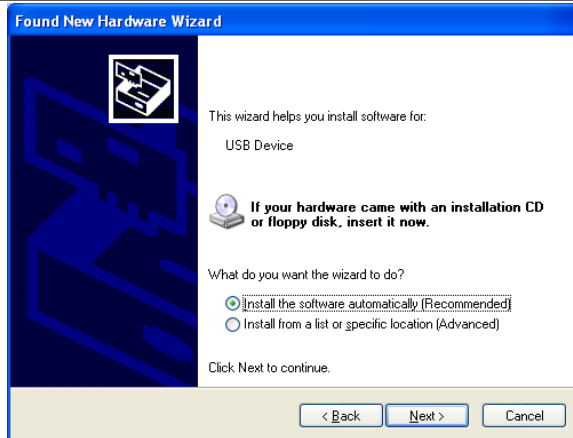 Found New Hardware Wizard
This wizard helps you install software for:
USB Device
If your hardware came with an installation CD
or floppy disk, insert it now.
What do you want the wizard to do?
Install the software automatically (Recommended)
Install from a list or specific location (Advanced)
Click Next to continue.
< Back
Next >
Cancel